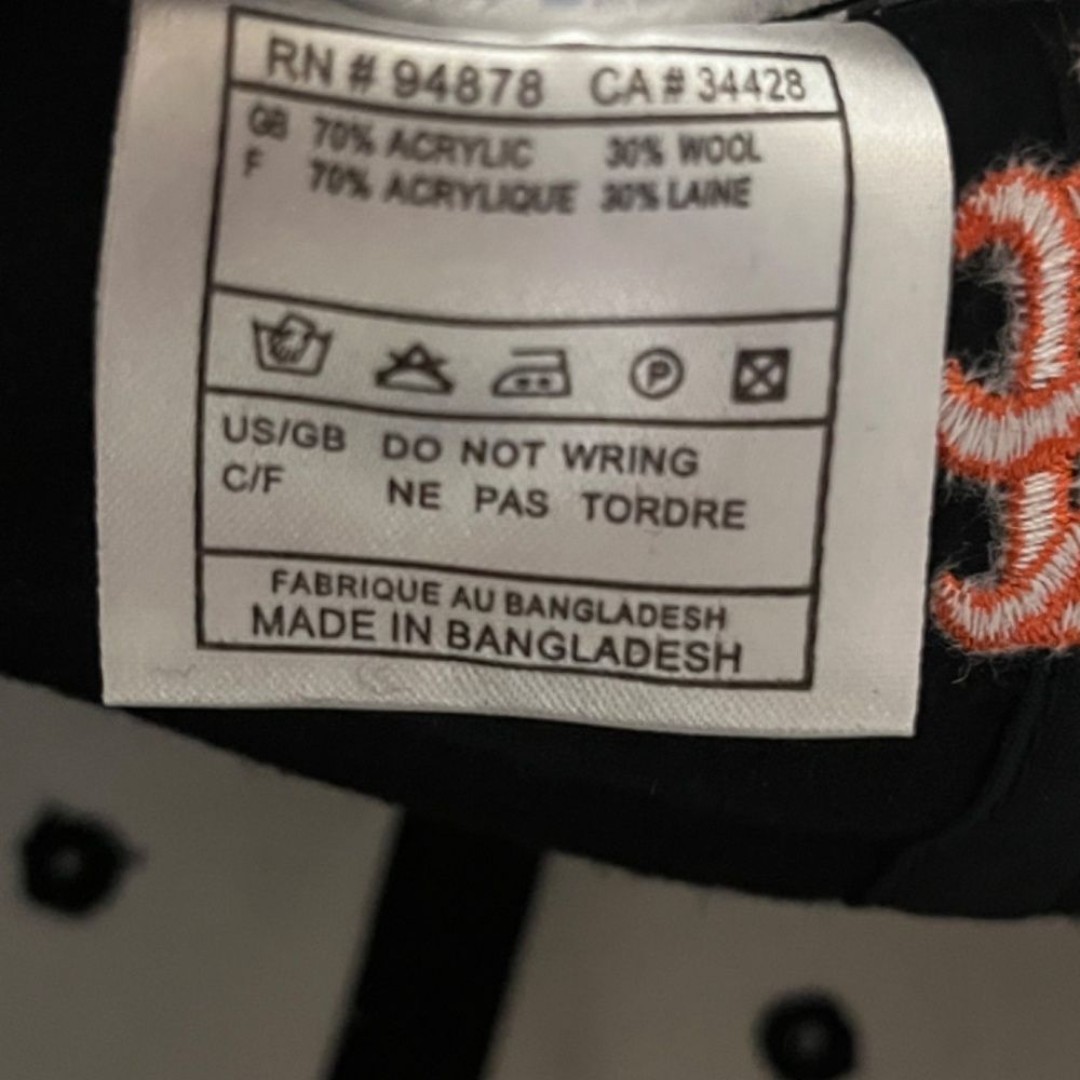 RN # 94878 CA # 34428
GB 70% ACRYLIC 30% WOOL
F 70% ACRYLIQUE 30% LAINE
P
US/GB DO NOT WRING
C/F NE PAS TORDRE
FABRIQUE AU BANGLADESH
MADE IN BANGLADESH